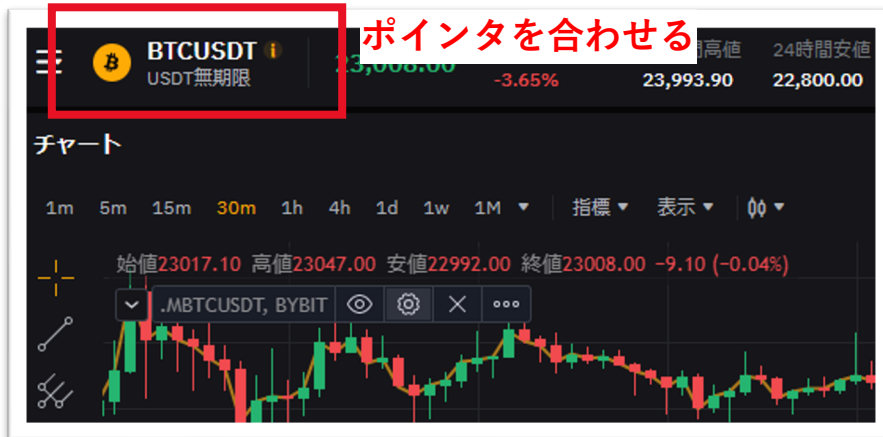 ポインタを合わせる
BTCUSDT i
USDT無期限
-3.65%
高値
23,993.90
24時間安値
22,800.00
チャート
1m 5m 15m 30m 1h 4h 1d 1w 1M 指標 表示
始値23017.10 高値23047.00 安値22992.00 終値23008.00 -9.10 (-0.04%)
.MBTCUSDT, BYBIT